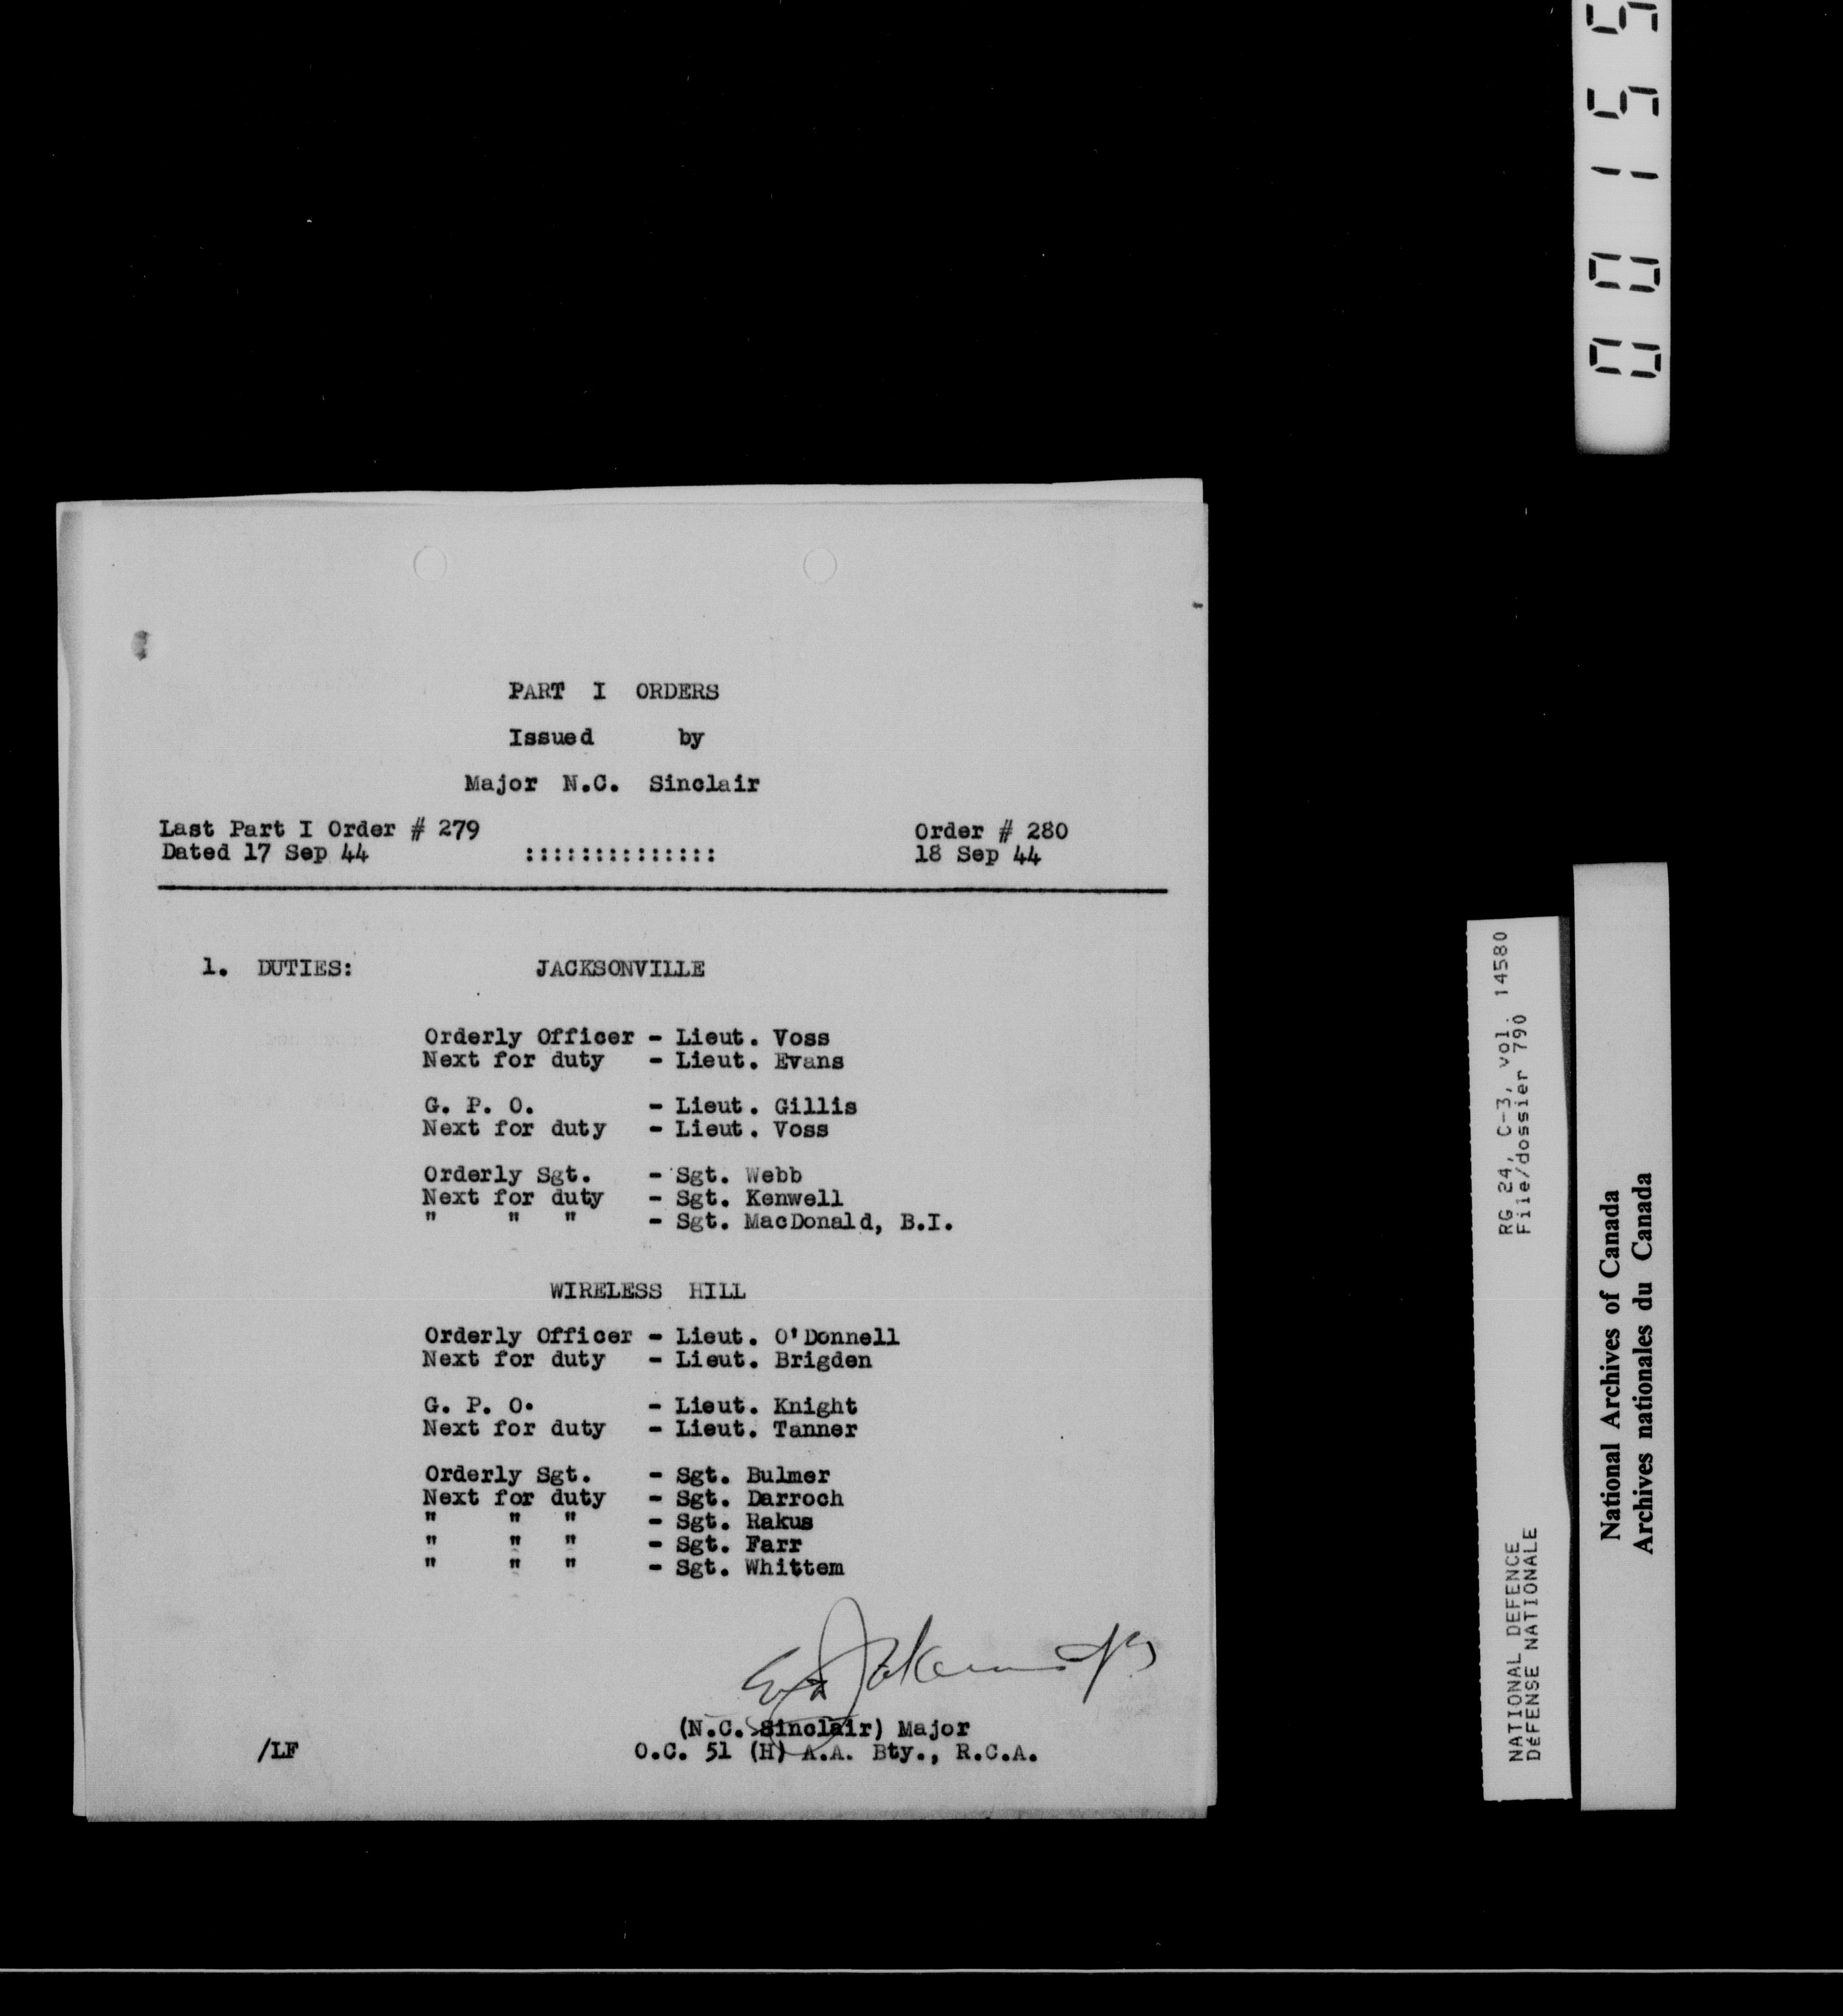 PART I ORDERS
Issued by
Major N.C. Sinclair
Last Part I Order # 279
Dated 17 Sep 44 ::::::::::::::
Order # 280
18 Sep 44
1. DUTIES: JACKSONVILLE
Orderly Officer - Lieut. Voss
Next for duty - Lieut. Evans
G. P. O. - Lieut. Gillis
Next for duty - Lieut. Voss
Orderly Sgt. - Sgt. Webb
Next for duty - Sgt. Kenwell
" " " - Sgt. MacDonald, B.I.
WIRELESS HILL
Orderly Officer - Lieut. O'Donnell
Next for duty - Lieut. Brigden
G. P. O. - Lieut. Knight
Next for duty - Lieut. Tanner
Orderly Sgt. - Sgt. Bulmer
Next for duty - Sgt. Darroch
" " " - Sgt. Rakus
" " " - Sgt. Farr
" " " - Sgt. Whittem
(N.C. Sinclair) Major
/LF O.C. 51 (H) A.A. Bty., R.C.A.
00155
RG 24, C-3, vol. 14580
File/dossier 790
NATIONAL DEFENCE
DéFENSE NATIONALE
National Archives of Canada
Archives nationales du Canada